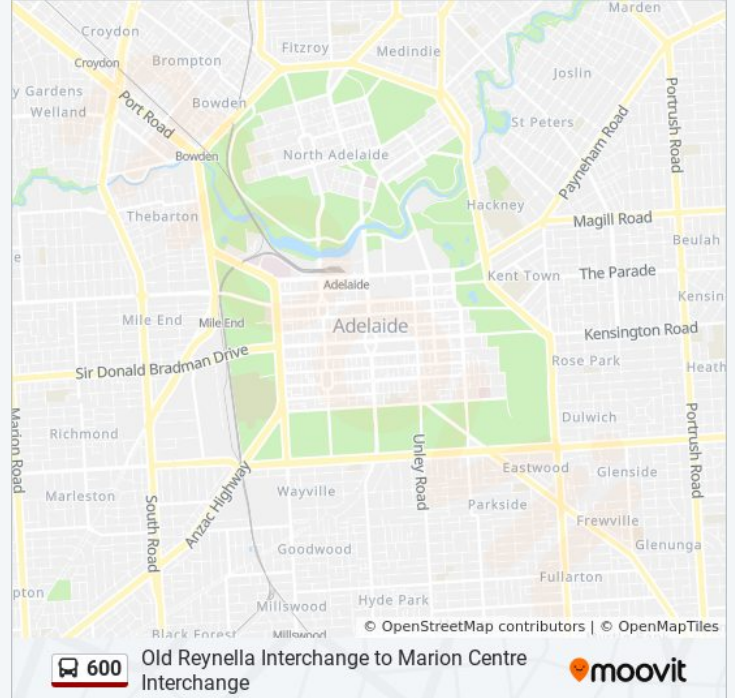 Marden
Croydon
Fitzroy
Medindie
Croydon
Brompton
Joslin
y Gardens
Bowden
Welland
Port Road
St Peters
Payneham Road
Portrush Road
Bowden
North Adelaide
Hackney
Thebarton
Magill Road
Beulah
e
Kent Town
The Parade
Adelaide
Kensin
Mile End
Mile End
Adelaide
Kensington Road
Sir Donald Bradman Drive
Rose Park
Heath
Marion Road
Richmond
Dulwich
Portrush Road
Unley Road
Eastwood
Glenside
Marleston
South Road
Anzac Highway
Wayville
Parkside
Frewville
Goodwood
Glenunga
Fullarton
pton
Millswood
Hyde Park
Black Forest
Millswood
© OpenStreetMap contributors | © OpenMapTiles
600
Old Reynella Interchange to Marion Centre
Interchange
moovit